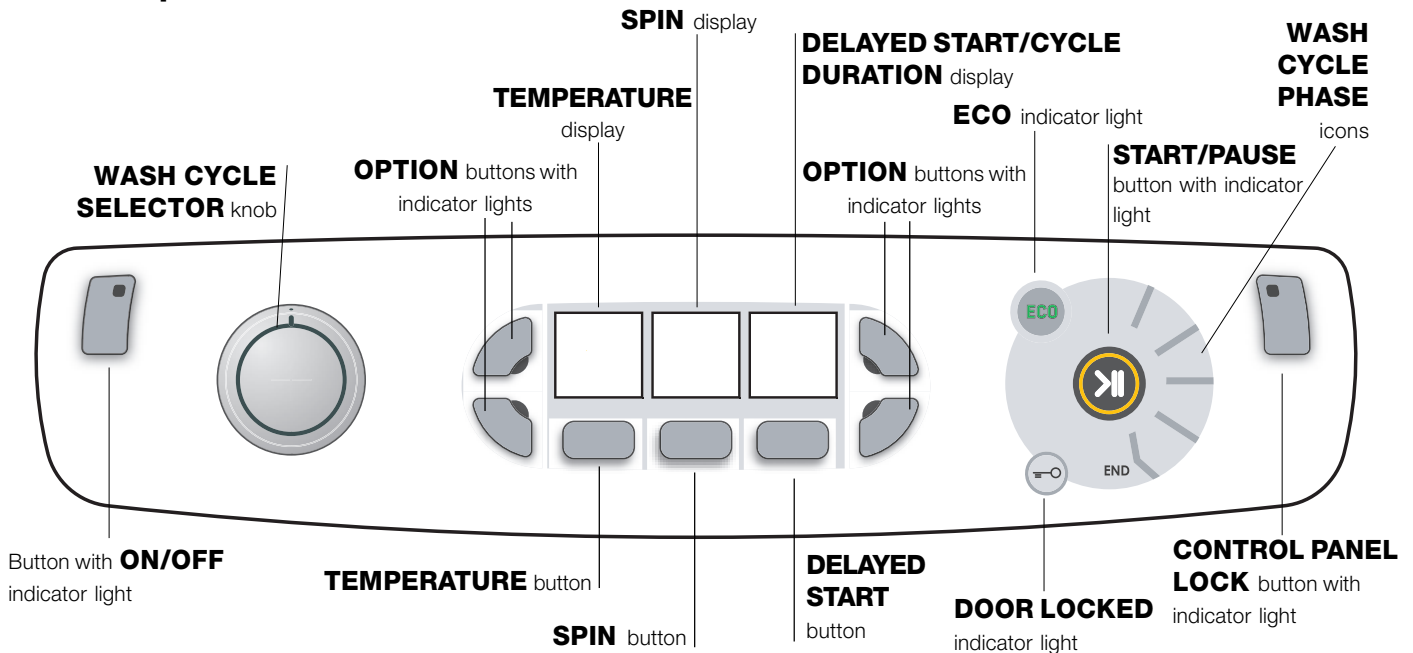 SPIN display
DELAYED START/CYCLE
DURATION display
WASH
CYCLE
PHASE
icons
TEMPERATURE
display
ECO indicator light
WASH CYCLE
SELECTOR knob
OPTION buttons with
indicator lights
OPTION buttons with
indicator lights
START/PAUSE
button with indicator
light
ECO
END
Button with ON/OFF
indicator light
TEMPERATURE button
SPIN button
DELAYED
START
button
DOOR LOCKED
indicator light
CONTROL PANEL
LOCK button with
indicator light